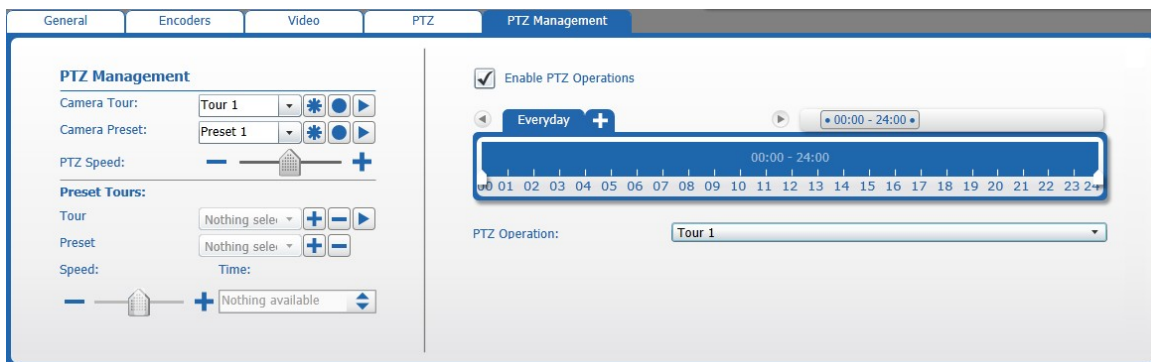 General Encoders Video PTZ PTZ Management
PTZ Management
Camera Tour: Tour 1
Camera Preset: Preset 1
PTZ Speed:
Preset Tours:
Tour Nothing sele
Preset Nothing sele
Speed: Time:
Nothing available
Enable PTZ Operations
Everyday 00:00 - 24:00
00:00 - 24:00
00 01 02 03 04 05 06 07 08 09 10 11 12 13 14 15 16 17 18 19 20 21 22 23 24
PTZ Operation: Tour 1